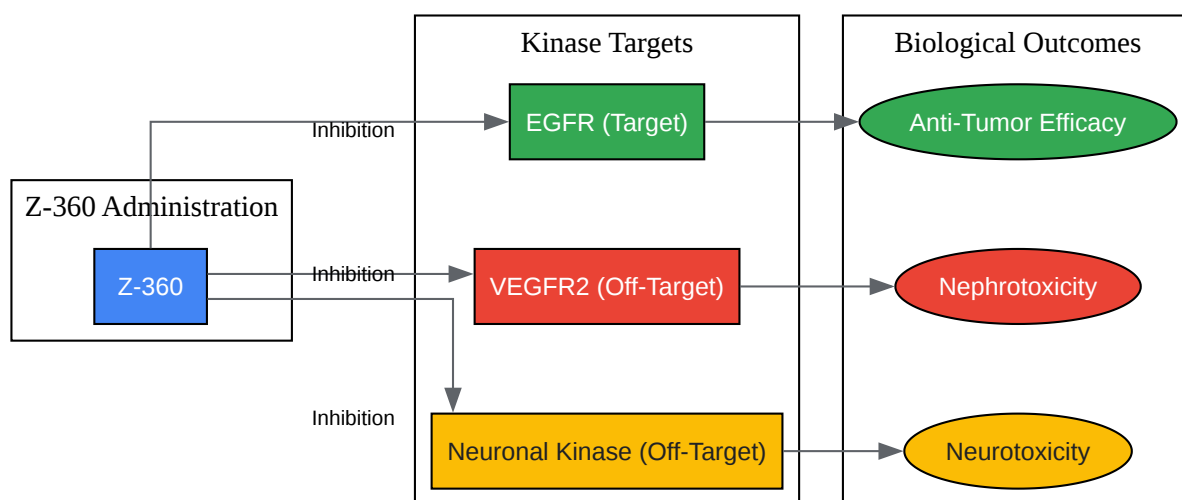 Kinase Targets
Biological Outcomes
Inhibition
EGFR (Target)
Anti-Tumor Efficacy
Z-360 Administration
Z-360
Inhibition
VEGFR2 (Off-Target)
Nephrotoxicity
Inhibition
Neuronal Kinase (Off-Target)
Neurotoxicity